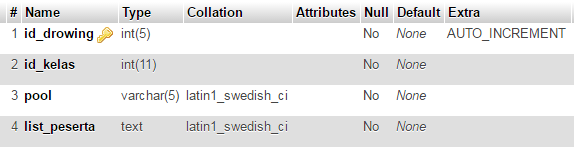 # Name Type Collation Attributes Null Default Extra
1 id_drowing int(5) No None AUTO_INCREMENT
2 id_kelas int(11) No None
3 pool varchar(5) latin1_swedish_ci No None
4 list_peserta text latin1_swedish_ci No None